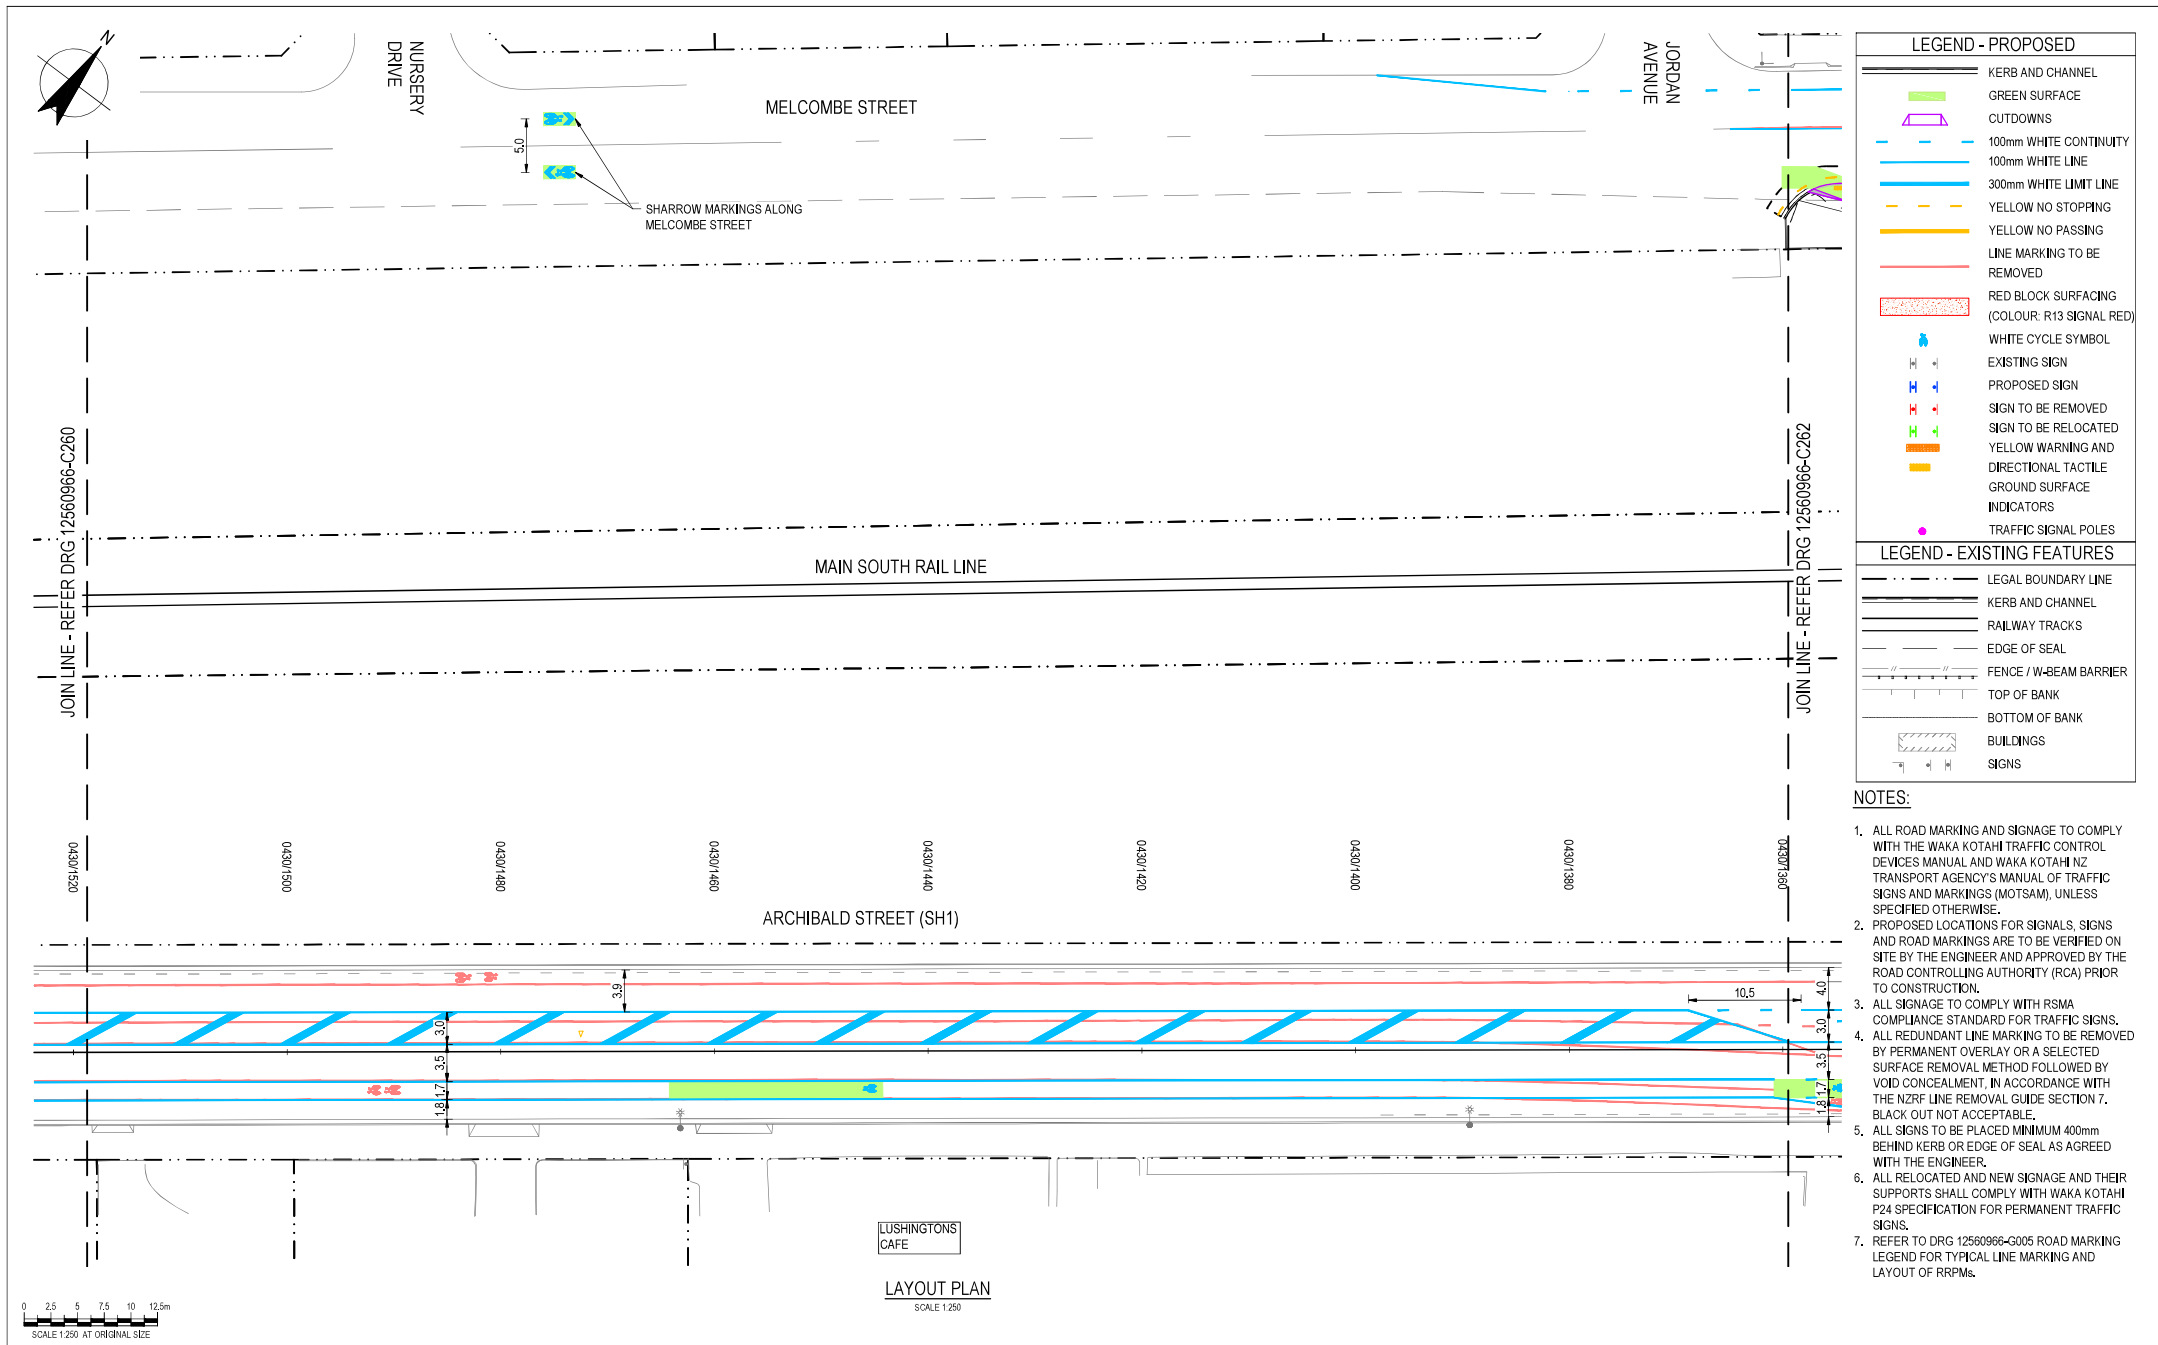 N
NURSERY
DRIVE
MELCOMBE STREET
JORDAN
AVENUE
5.0
SHARROW MARKINGS ALONG
MELCOMBE STREET
JOIN LINE - REFER DRG 12560966-C260
JOIN LINE - REFER DRG 12560966-C262
MAIN SOUTH RAIL LINE
0430/1520
0430/1500
0430/1480
0430/1460
0430/1440
0430/1420
0430/1400
0430/1380
0430/1360
ARCHIBALD STREET (SH1)
3.9
3.0
3.5
1.7
1.8
10.5
4.0
3.0
3.5
1.7
1.8
LUSHINGTONS
CAFE
LAYOUT PLAN
SCALE 1:250
0 2.5 5 7.5 10 12.5m
SCALE 1:250 AT ORIGINAL SIZE
LEGEND - PROPOSED
KERB AND CHANNEL
GREEN SURFACE
CUTDOWNS
100mm WHITE CONTINUITY
100mm WHITE LINE
300mm WHITE LIMIT LINE
YELLOW NO STOPPING
YELLOW NO PASSING
LINE MARKING TO BE
REMOVED
RED BLOCK SURFACING
(COLOUR: R13 SIGNAL RED)
WHITE CYCLE SYMBOL
EXISTING SIGN
PROPOSED SIGN
SIGN TO BE REMOVED
SIGN TO BE RELOCATED
YELLOW WARNING AND
DIRECTIONAL TACTILE
GROUND SURFACE
INDICATORS
TRAFFIC SIGNAL POLES
LEGEND - EXISTING FEATURES
LEGAL BOUNDARY LINE
KERB AND CHANNEL
RAILWAY TRACKS
EDGE OF SEAL
FENCE / W-BEAM BARRIER
TOP OF BANK
BOTTOM OF BANK
BUILDINGS
SIGNS
NOTES:
1. ALL ROAD MARKING AND SIGNAGE TO COMPLY
WITH THE WAKA KOTAHI TRAFFIC CONTROL
DEVICES MANUAL AND WAKA KOTAHI NZ
TRANSPORT AGENCY'S MANUAL OF TRAFFIC
SIGNS AND MARKINGS (MOTSAM), UNLESS
SPECIFIED OTHERWISE.
2. PROPOSED LOCATIONS FOR SIGNALS, SIGNS
AND ROAD MARKINGS ARE TO BE VERIFIED ON
SITE BY THE ENGINEER AND APPROVED BY THE
ROAD CONTROLLING AUTHORITY (RCA) PRIOR
TO CONSTRUCTION.
3. ALL SIGNAGE TO COMPLY WITH RSMA
COMPLIANCE STANDARD FOR TRAFFIC SIGNS.
4. ALL REDUNDANT LINE MARKING TO BE REMOVED
BY PERMANENT OVERLAY OR A SELECTED
SURFACE REMOVAL METHOD FOLLOWED BY
VOID CONCEALMENT, IN ACCORDANCE WITH
THE NZRF LINE REMOVAL GUIDE SECTION 7.
BLACK OUT NOT ACCEPTABLE.
5. ALL SIGNS TO BE PLACED MINIMUM 400mm
BEHIND KERB OR EDGE OF SEAL AS AGREED
WITH THE ENGINEER.
6. ALL RELOCATED AND NEW SIGNAGE AND THEIR
SUPPORTS SHALL COMPLY WITH WAKA KOTAHI
P24 SPECIFICATION FOR PERMANENT TRAFFIC
SIGNS.
7. REFER TO DRG 12560966-G005 ROAD MARKING
LEGEND FOR TYPICAL LINE MARKING AND
LAYOUT OF RRPMs.